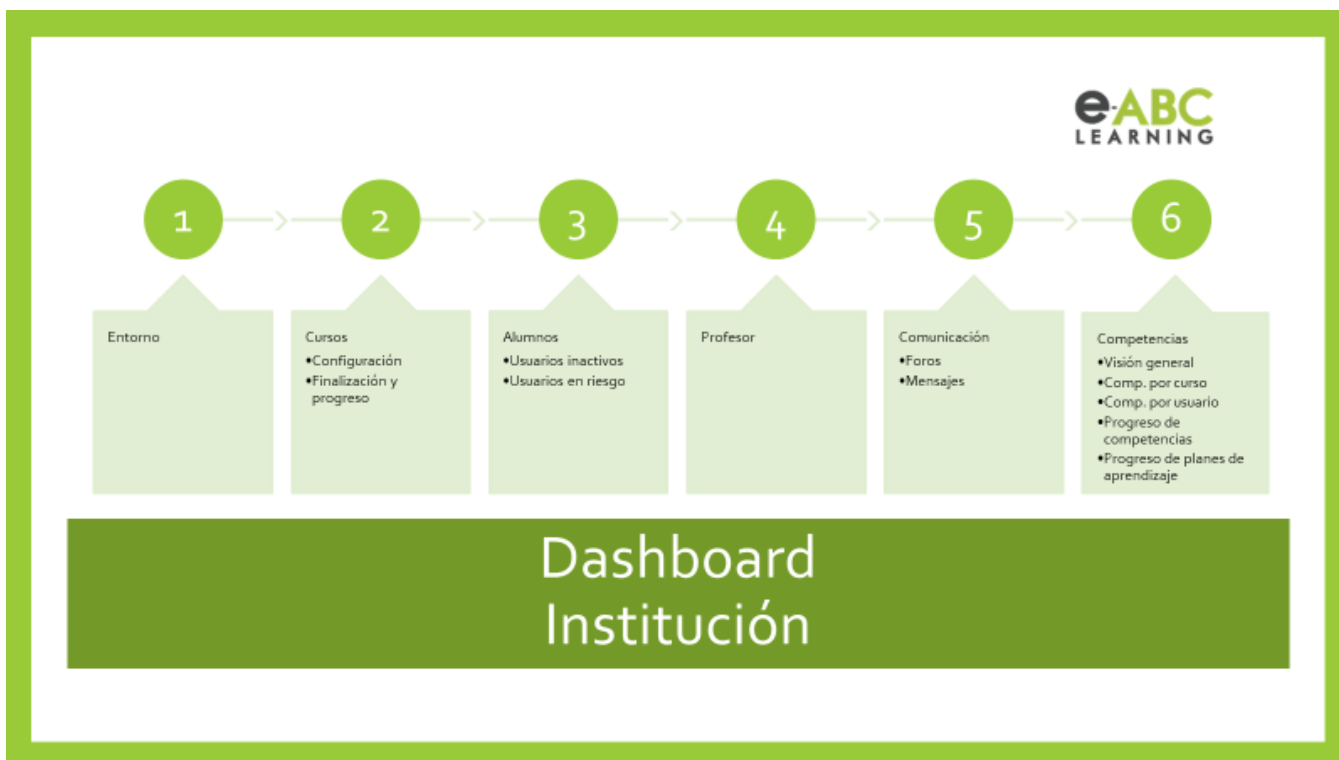 e-ABC
LEARNING
1
2
3
4
5
6
Entorno
Cursos
•Configuración
•Finalización y
progreso
Alumnos
•Usuarios inactivos
•Usuarios en riesgo
Profesor
Comunicación
•Foros
•Mensajes
Competencias
•Visión general
•Comp. por curso
•Comp. por usuario
•Progreso de
competencias
•Progreso de planes de
aprendizaje
Dashboard
Institución